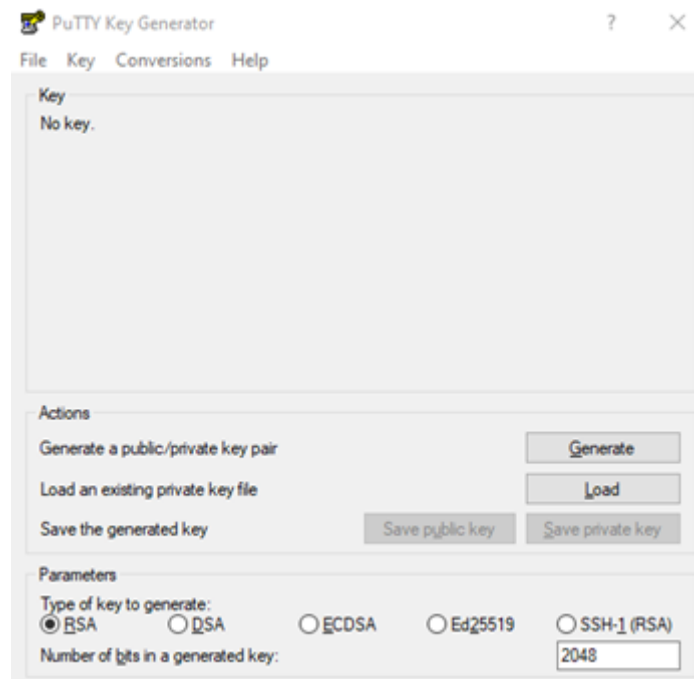 PuTTY Key Generator ?
File Key Conversions Help
Key
No key.
Actions
Generate a public/private key pair Generate
Load an existing private key file Load
Save the generated key Save public key Save private key
Parameters
Type of key to generate:
RSA DSA ECDSA Ed25519 SSH-1 (RSA)
Number of bits in a generated key: 2048